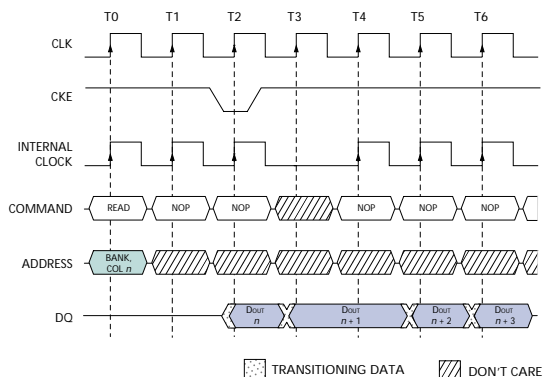 T0 T1 T2 T3 T4 T5 T6
CLK
CKE
INTERNAL
CLOCK
COMMAND READ NOP NOP NOP NOP NOP
ADDRESS BANK,
COL n
DQ DOUT n DOUT n + 1 DOUT n + 2 DOUT n + 3
TRANSITIONING DATA DON'T CARE